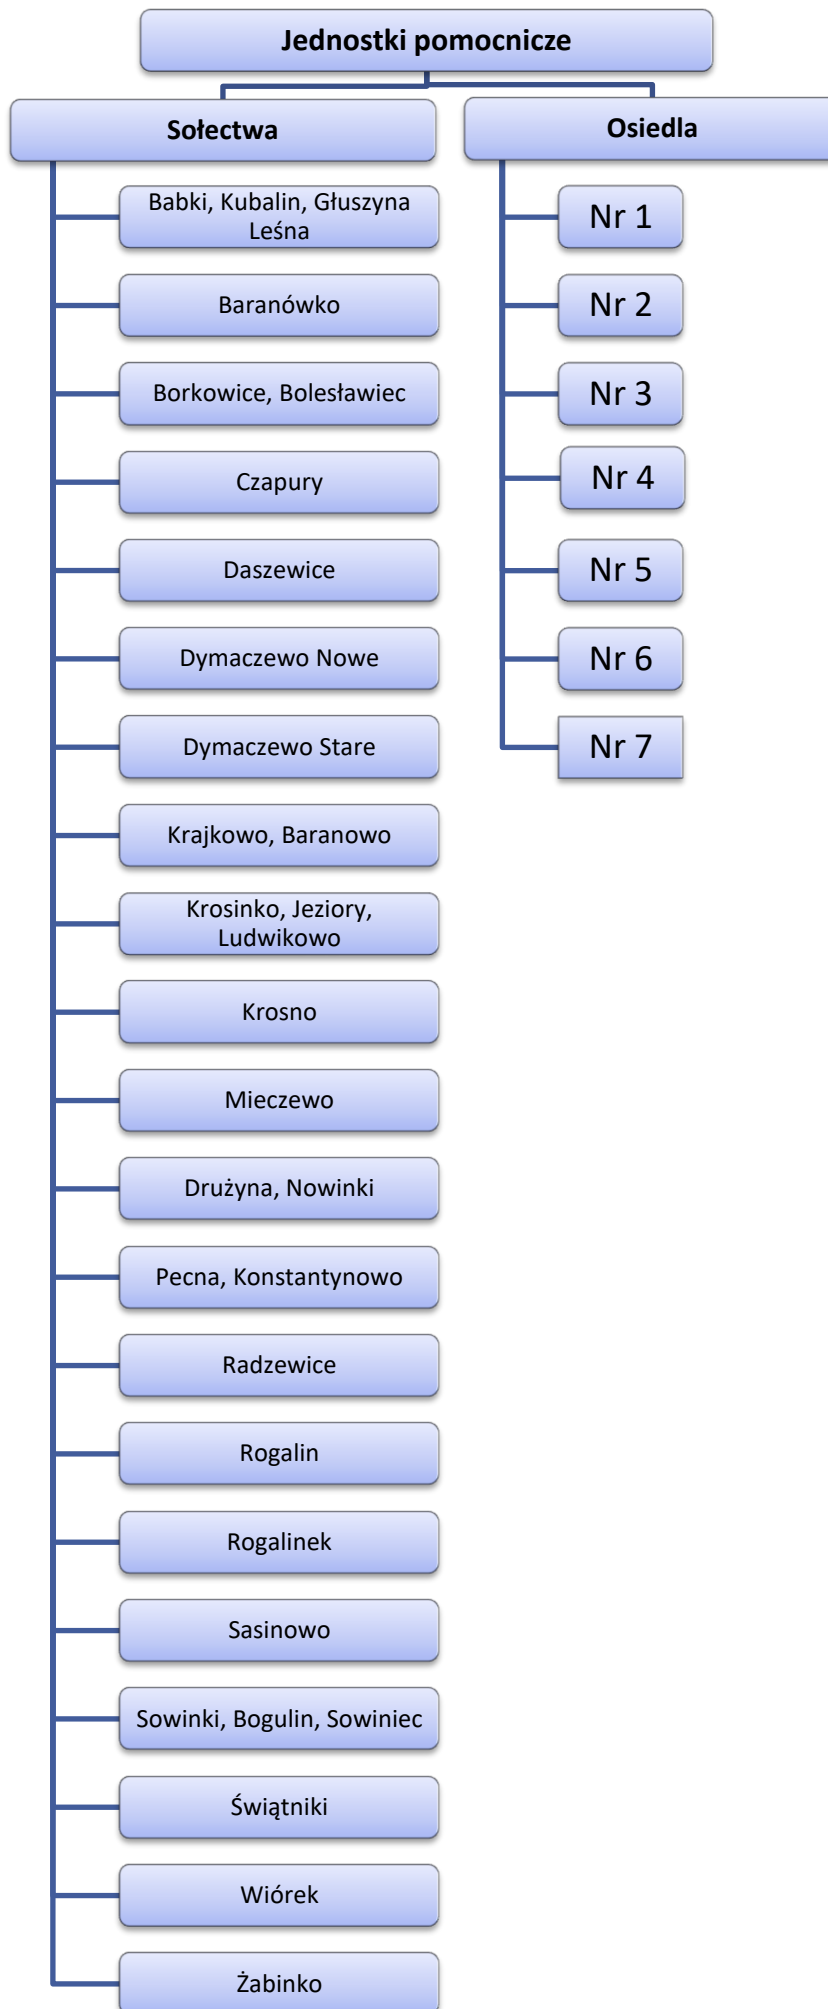 Jednostki pomocnicze
Sołectwa
Babki, Kubalin, Głuszyna
Leśna
Baranówko
Borkowice, Bolesławiec
Czapury
Daszewice
Dymaczewo Nowe
Dymaczewo Stare
Krajkowo, Baranowo
Krosinko, Jeziory,
Ludwikowo
Krosno
Mieczewo
Drużyna, Nowinki
Pecna, Konstantynowo
Radzewice
Rogalin
Rogalinek
Sasinowo
Sowinki, Bogulin, Sowiniec
Świątniki
Wiórek
Żabinko
Osiedla
Nr 1
Nr 2
Nr 3
Nr 4
Nr 5
Nr 6
Nr 7